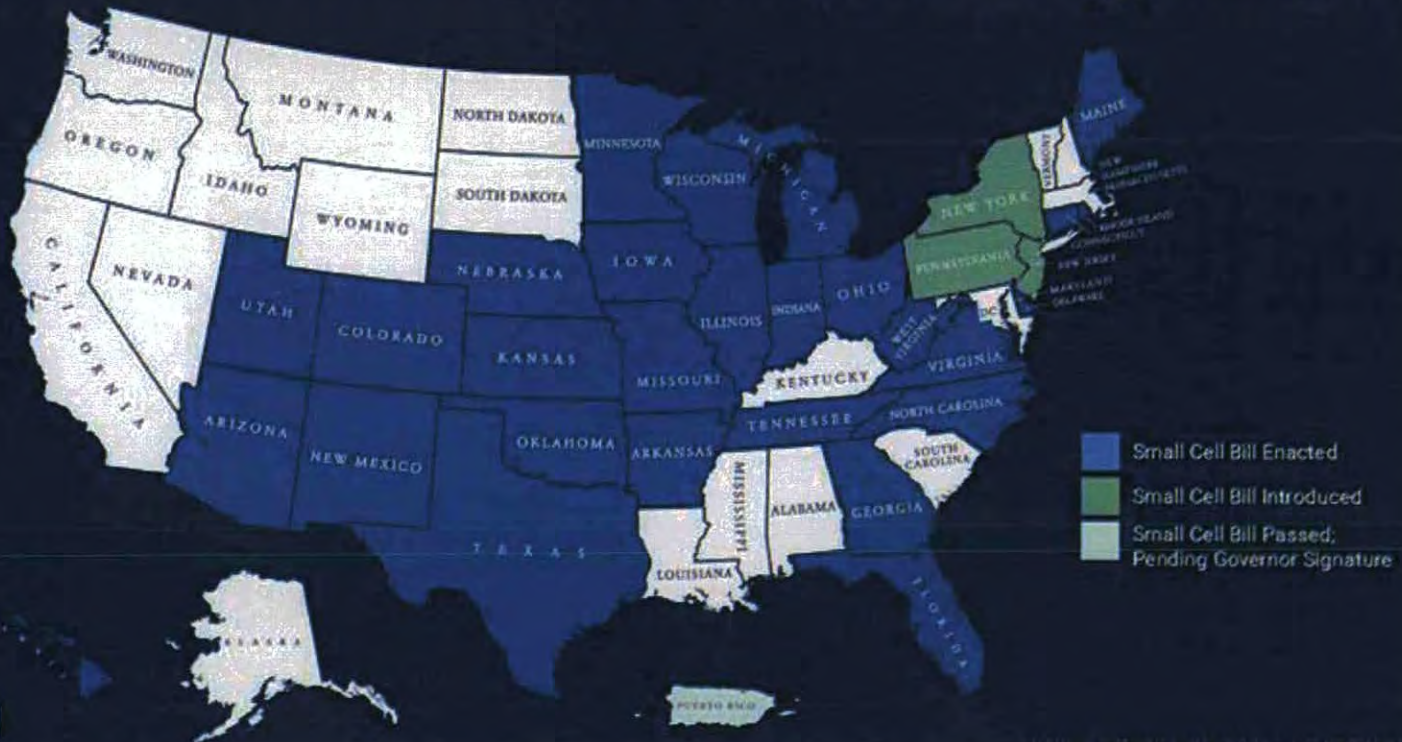 WASHINGTON
MONTANA
NORTH DAKOTA
MINNESOTA
MICHIGAN
MAINE
OREGON
IDAHO
SOUTH DAKOTA
WISCONSIN
VERMONT
NEW
HAMPSHIRE
MASSACHUSETTS
WYOMING
NEW YORK
RHODE ISLAND
CONNECTICUT
CALIFORNIA
NEVADA
NEBRASKA
IOWA
PENNSYLVANIA
NEW JERSEY
UTAH
COLORADO
ILLINOIS
INDIANA
OHIO
MARYLAND
DELAWARE
DC
WEST
VIRGINIA
KANSAS
MISSOURI
KENTUCKY
VIRGINIA
ARIZONA
NEW MEXICO
OKLAHOMA
ARKANSAS
TENNESSEE
NORTH CAROLINA
SOUTH
CAROLINA
MISSISSIPPI
ALABAMA
GEORGIA
TEXAS
LOUISIANA
FLORIDA
ALASKA
PUERTO RICO
Small Cell Bill Enacted
Small Cell Bill Introduced
Small Cell Bill Passed;
Pending Governor Signature